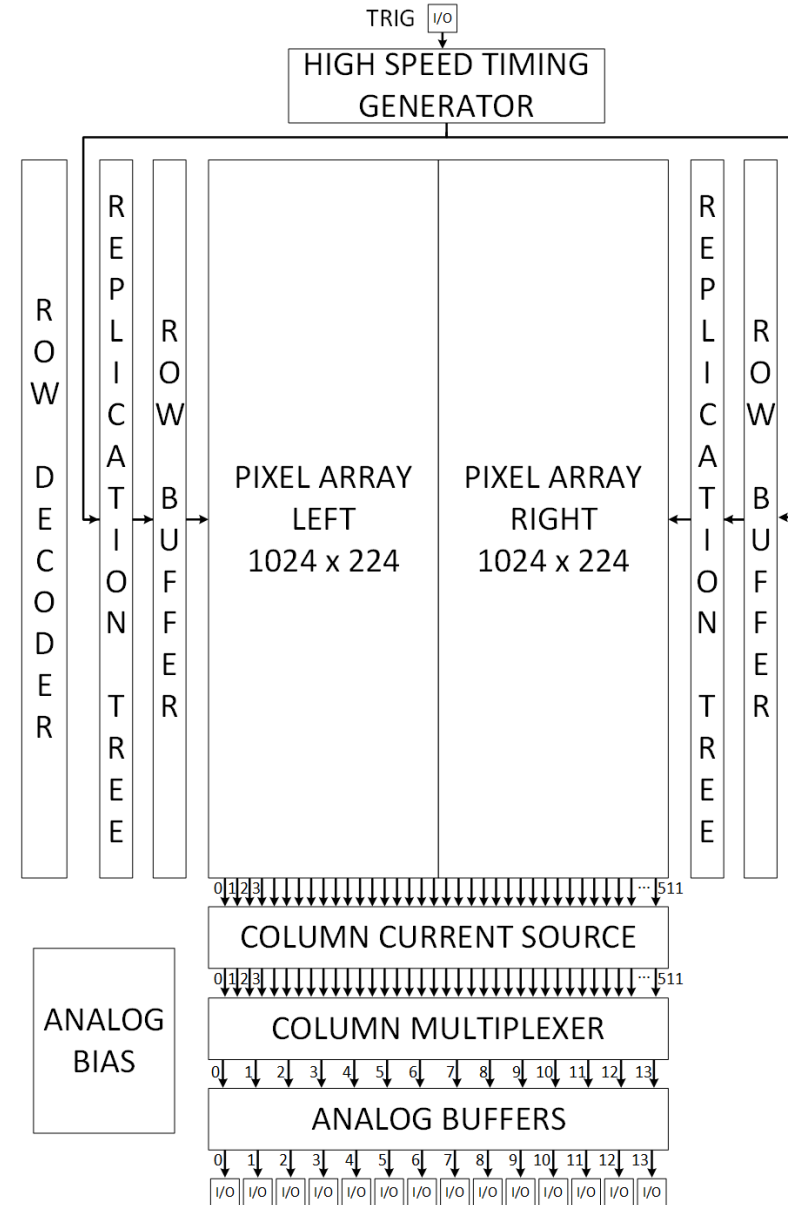 TRIG I/O
HIGH SPEED TIMING
GENERATOR
ROW DECODER
REPLICATION TREE
ROW BUFFER
PIXEL ARRAY
LEFT
1024 x 224
PIXEL ARRAY
RIGHT
1024 x 224
REPLICATION TREE
ROW BUFFER
0 1 2 3 ... 511
COLUMN CURRENT SOURCE
0 1 2 3 ... 511
COLUMN MULTIPLEXER
0 1 2 3 4 5 6 7 8 9 10 11 12 13
ANALOG BUFFERS
0 1 2 3 4 5 6 7 8 9 10 11 12 13
I/O I/O I/O I/O I/O I/O I/O I/O I/O I/O I/O I/O I/O I/O
ANALOG
BIAS